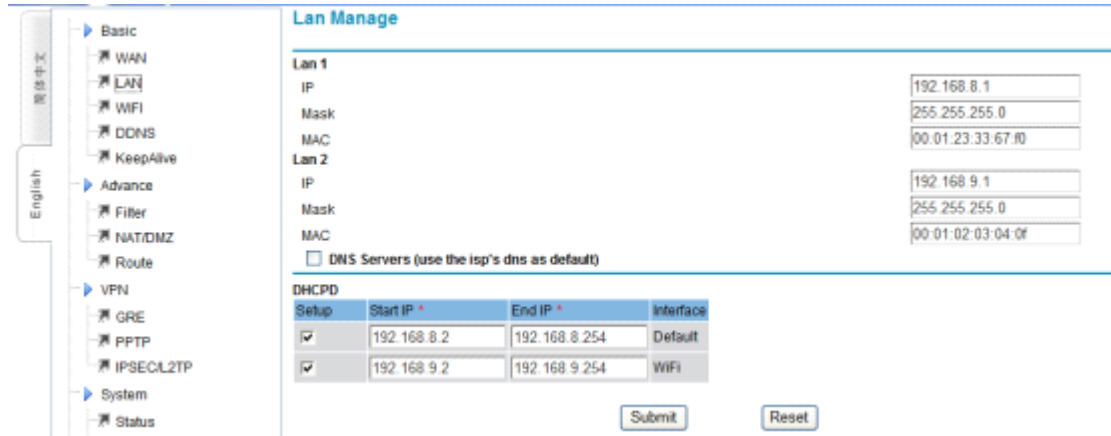 简体中文
English
Basic
WAN
LAN
WIFI
DDNS
KeepAlive
Advance
Filter
NAT/DMZ
Route
VPN
GRE
PPTP
IPSEC/L2TP
System
Status
Lan Manage
Lan 1
IP 192.168.8.1
Mask 255.255.255.0
MAC 00:01:23:33:67:f0
Lan 2
IP 192.168.9.1
Mask 255.255.255.0
MAC 00:01:02:03:04:0f
DNS Servers (use the isp's dns as default)
DHCPD
Setup Start IP * End IP * Interface
192.168.8.2 192.168.8.254 Default
192.168.9.2 192.168.9.254 WiFi
Submit Reset